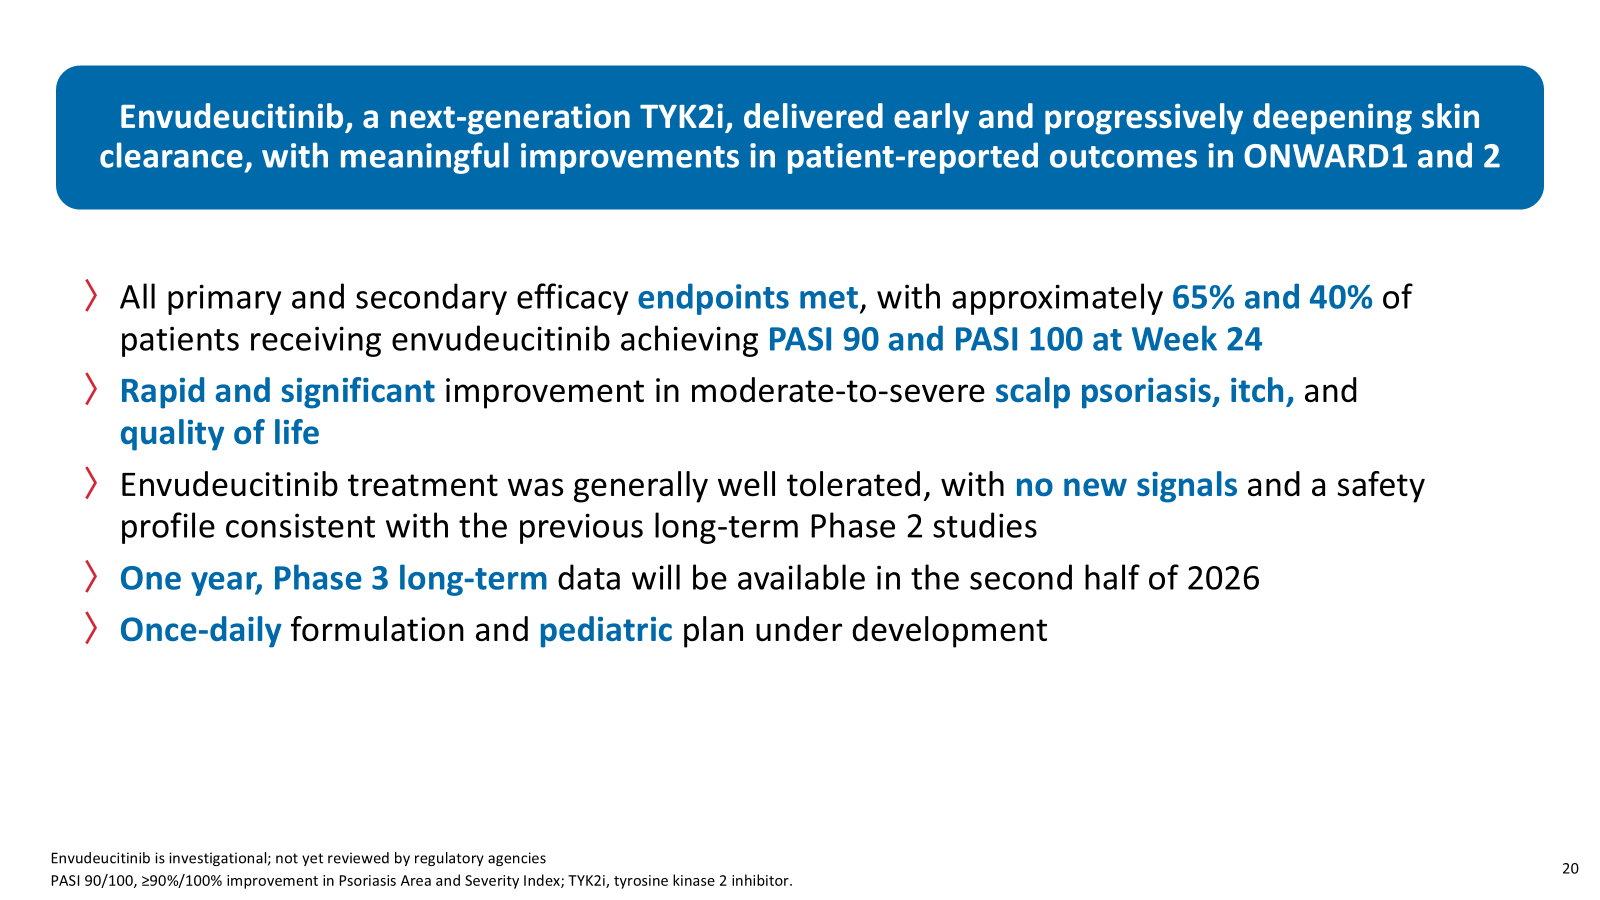 Envudeucitinib, a next-generation TYK2i, delivered early and progressively deepening skin
clearance, with meaningful improvements in patient-reported outcomes in ONWARD1 and 2
〉 All primary and secondary efficacy endpoints met, with approximately 65% and 40% of
patients receiving envudeucitinib achieving PASI 90 and PASI 100 at Week 24
〉 Rapid and significant improvement in moderate-to-severe scalp psoriasis, itch, and
quality of life
〉 Envudeucitinib treatment was generally well tolerated, with no new signals and a safety
profile consistent with the previous long-term Phase 2 studies
〉 One year, Phase 3 long-term data will be available in the second half of 2026
〉 Once-daily formulation and pediatric plan under development
Envudeucitinib is investigational; not yet reviewed by regulatory agencies
PASI 90/100, ≥90%/100% improvement in Psoriasis Area and Severity Index; TYK2i, tyrosine kinase 2 inhibitor.
20